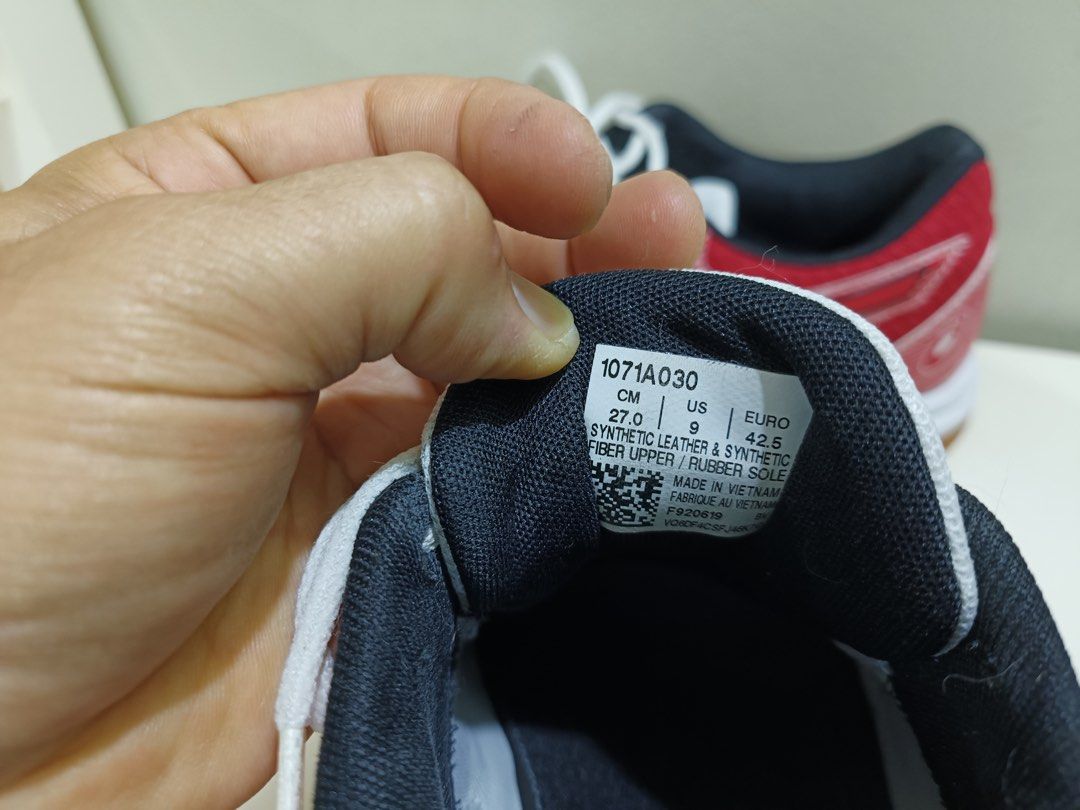 1071A030
CM | US | EURO
27.0 | 9 | 42.5
SYNTHETIC LEATHER & SYNTHETIC
FIBER UPPER / RUBBER SOLE
MADE IN VIETNAM
FABRIQUE AU VIETNAM
F920619